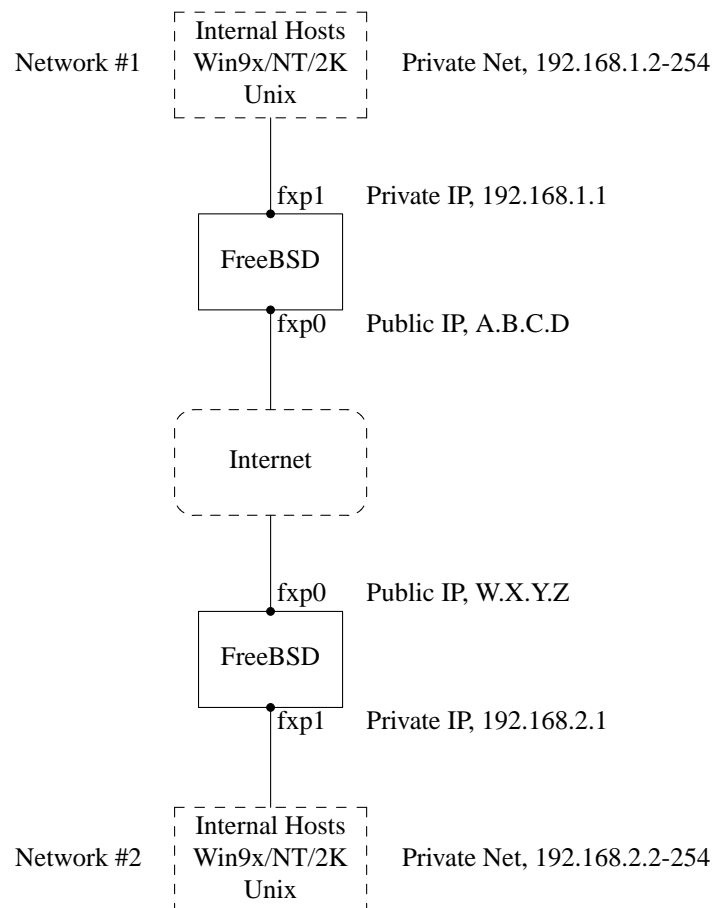 Internal Hosts
Network #1 Win9x/NT/2K Private Net, 192.168.1.2-254
Unix
fxp1 Private IP, 192.168.1.1
FreeBSD
fxp0 Public IP, A.B.C.D
Internet
fxp0 Public IP, W.X.Y.Z
FreeBSD
fxp1 Private IP, 192.168.2.1
Internal Hosts
Network #2 Win9x/NT/2K Private Net, 192.168.2.2-254
Unix